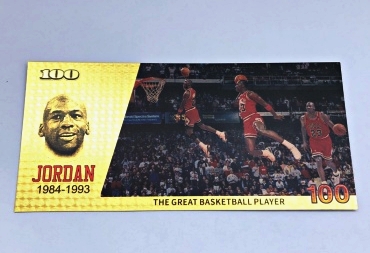 100
JORDAN
1984-1993
THE GREAT BASKETBALL PLAYER
100